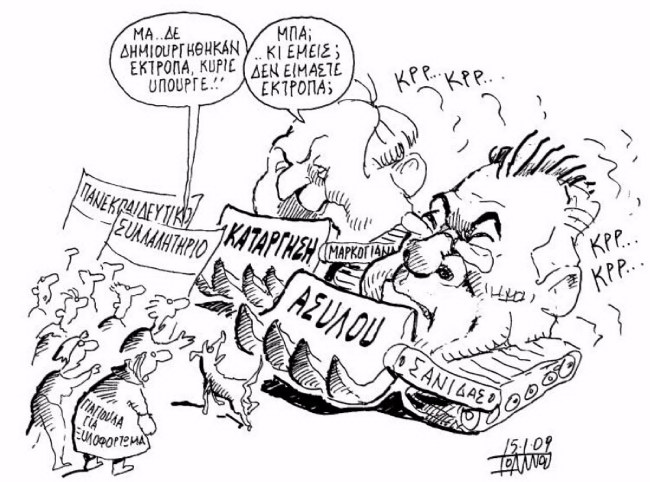 ΜΑ..ΔΕ
ΔΗΜΙΟΥΡΓΗΘΗΚΑΝ
ΕΚΤΡΟΠΑ, ΚΥΡΙΕ
ΥΠΟΥΡΓΕ!!
ΜΠΑ;
..ΚΙ ΕΜΕΙΣ;
ΔΕΝ ΕΙΜΑΣΤΕ
ΕΚΤΡΟΠΑ;
ΚΡΡ... ΚΡΡ...
ΠΑΝΕΚΠΑΙΔΕΥΤΙΚΟ
ΣΥΛΛΑΛΗΤΗΡΙΟ
ΚΑΤΑΡΓΗΣΗ
ΜΑΡΚΟΓΙΑΝ
ΑΣΥΛΟΥ
ΚΡΡ...
ΚΡΡ...
ΣΑΝΙΔΑΣ
ΓΙΑΓΙΟΥΛΑ
ΓΙΑ
ΞΥΛΟΦΟΡΤΩΜΑ
15.1.09